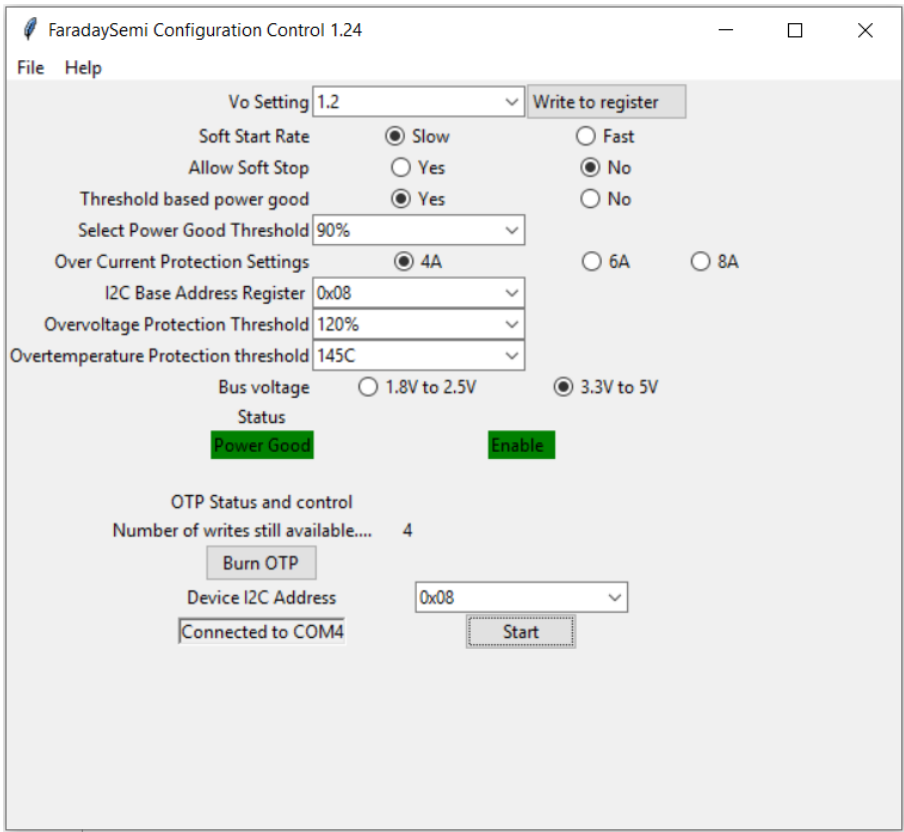 FaradaySemi Configuration Control 1.24
File Help
Vo Setting 1.2 Write to register
Soft Start Rate Slow Fast
Allow Soft Stop Yes No
Threshold based power good Yes No
Select Power Good Threshold 90%
Over Current Protection Settings 4A 6A 8A
I2C Base Address Register 0x08
Overvoltage Protection Threshold 120%
Overtemperature Protection threshold 145C
Bus voltage 1.8V to 2.5V 3.3V to 5V
Status
Power Good Enable
OTP Status and control
Number of writes still available.... 4
Burn OTP
Device I2C Address 0x08
Connected to COM4 Start